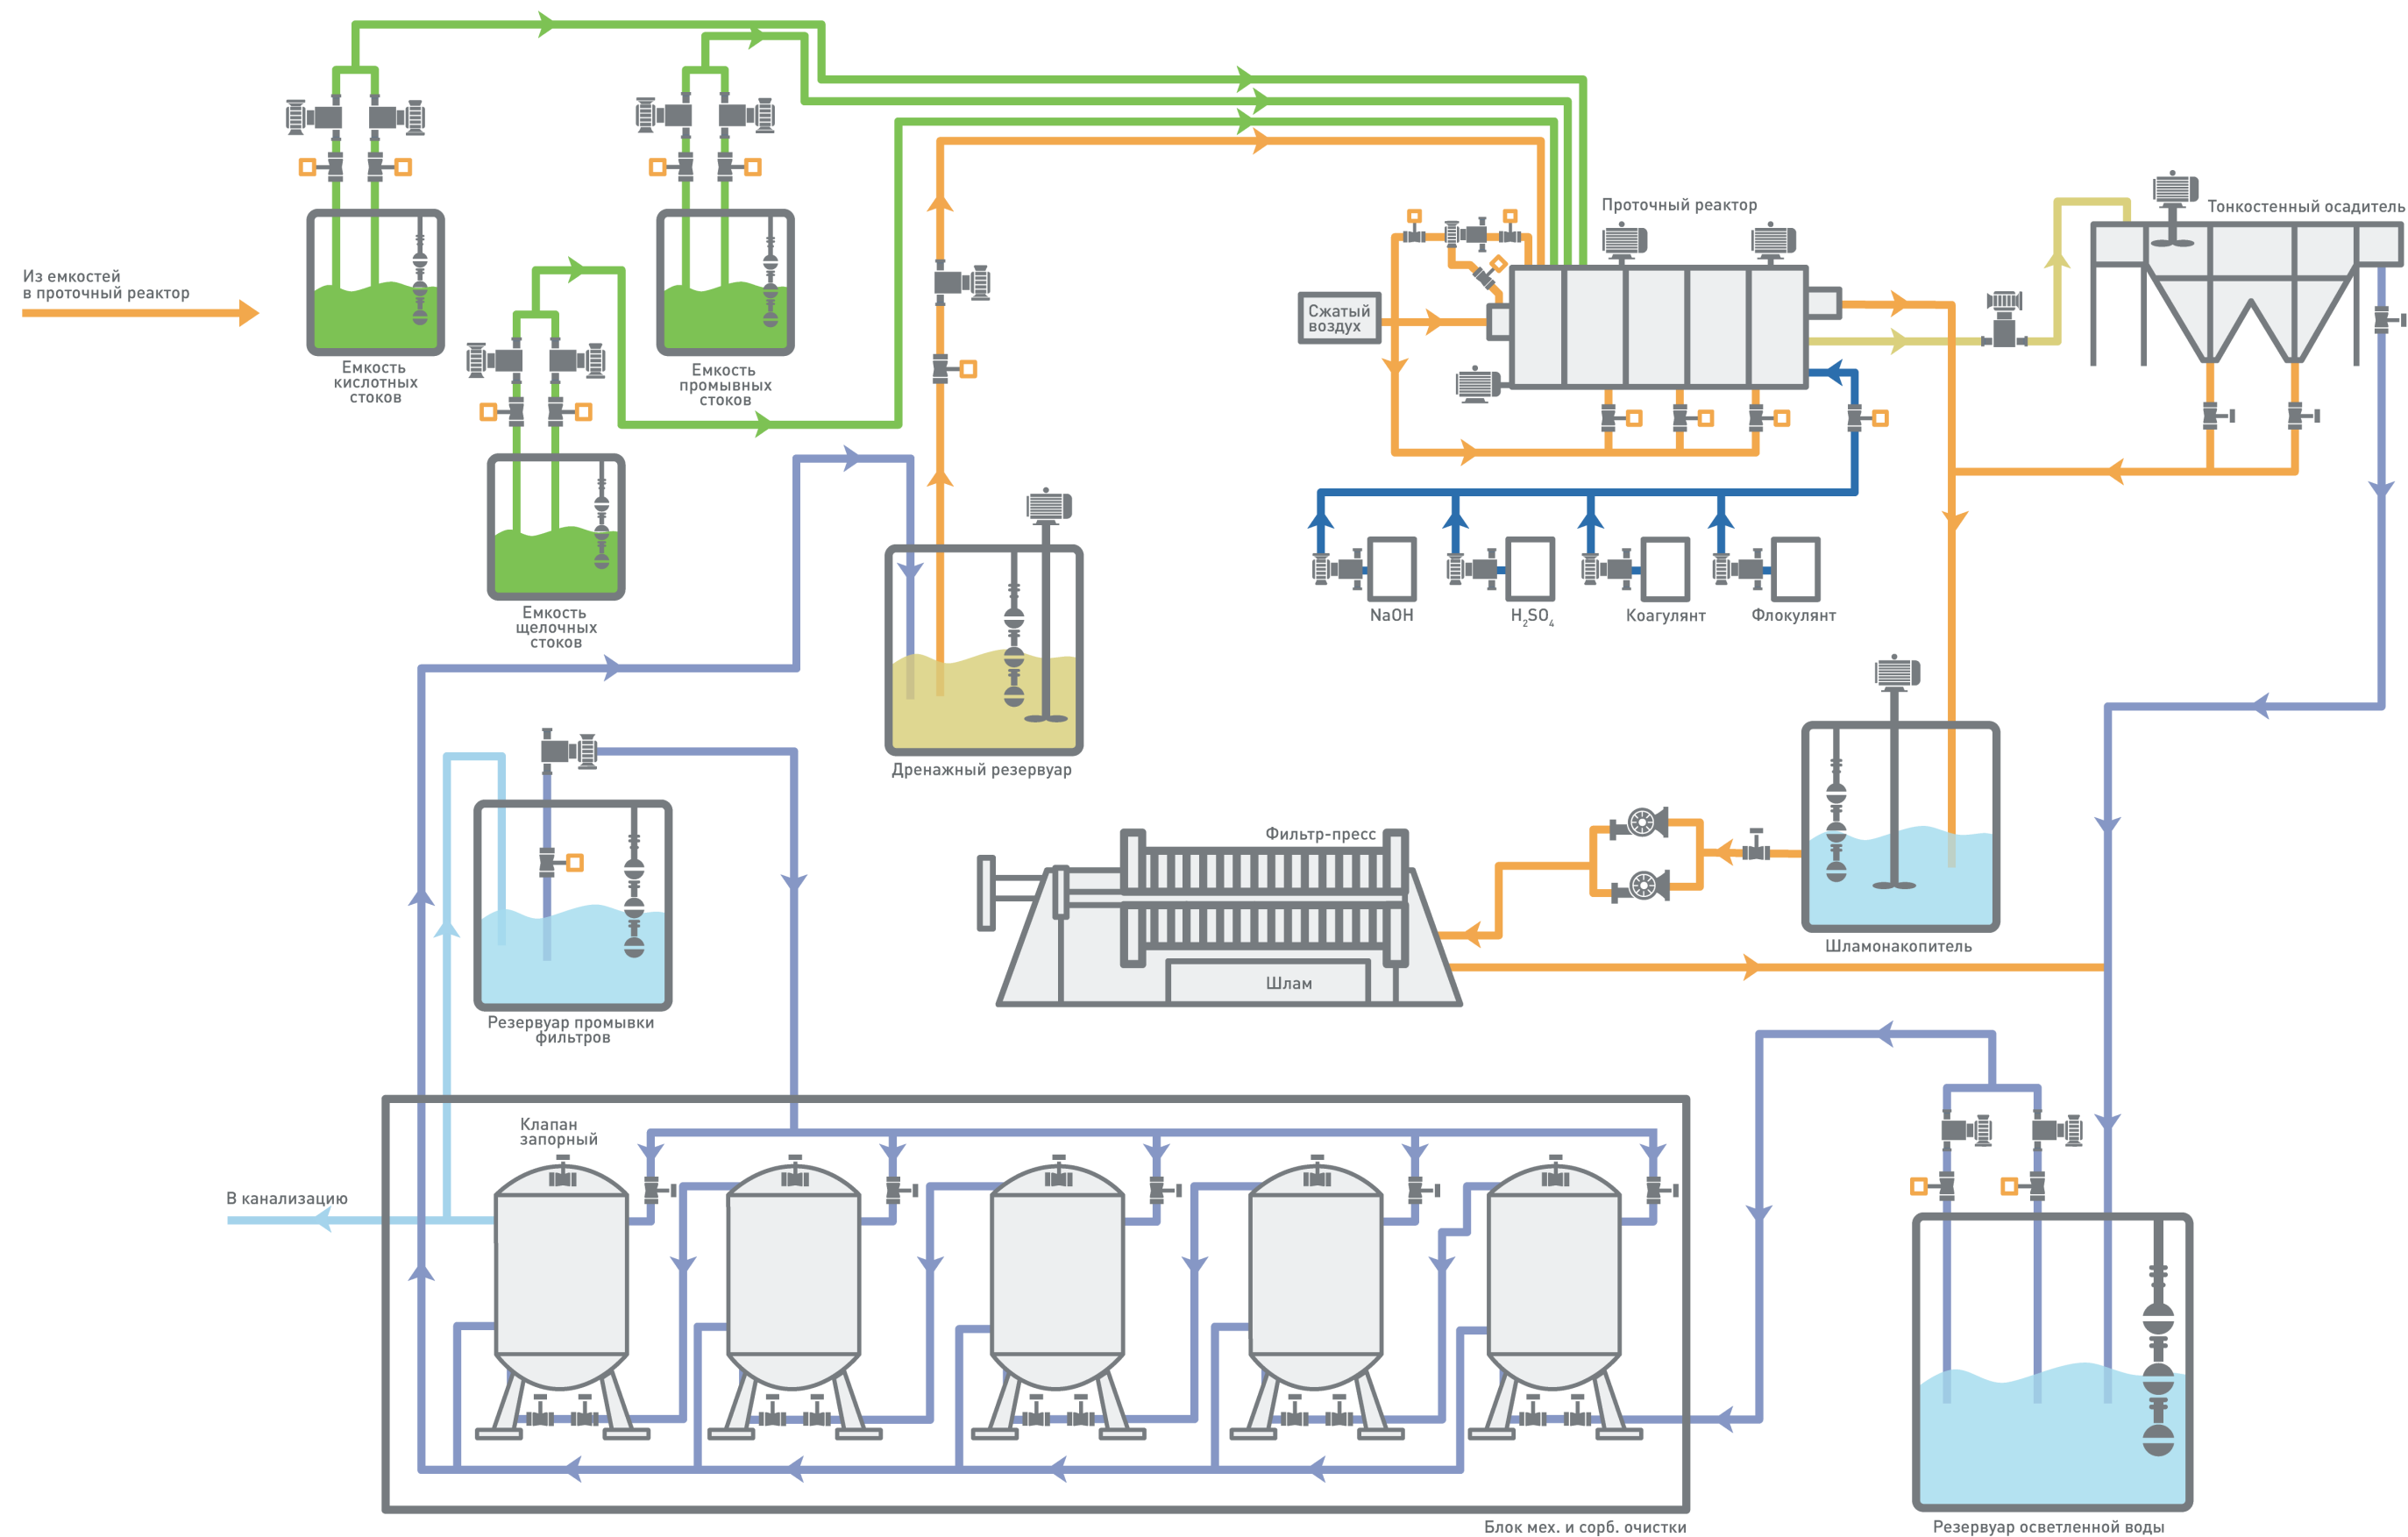 Проточный реактор
Тонкостенный осадитель
Из емкостей
в проточный реактор
Сжатый
воздух
Емкость
кислотных
стоков
Емкость
промывных
стоков
Емкость
щелочных
стоков
NaOH
H₂SO₄
Коагулянт
Флокулянт
Дренажный резервуар
Фильтр-пресс
Шламонакопитель
Шлам
Резервуар промывки
фильтров
Клапан
запорный
В канализацию
Блок мех. и сорб. очистки
Резервуар осветленной воды